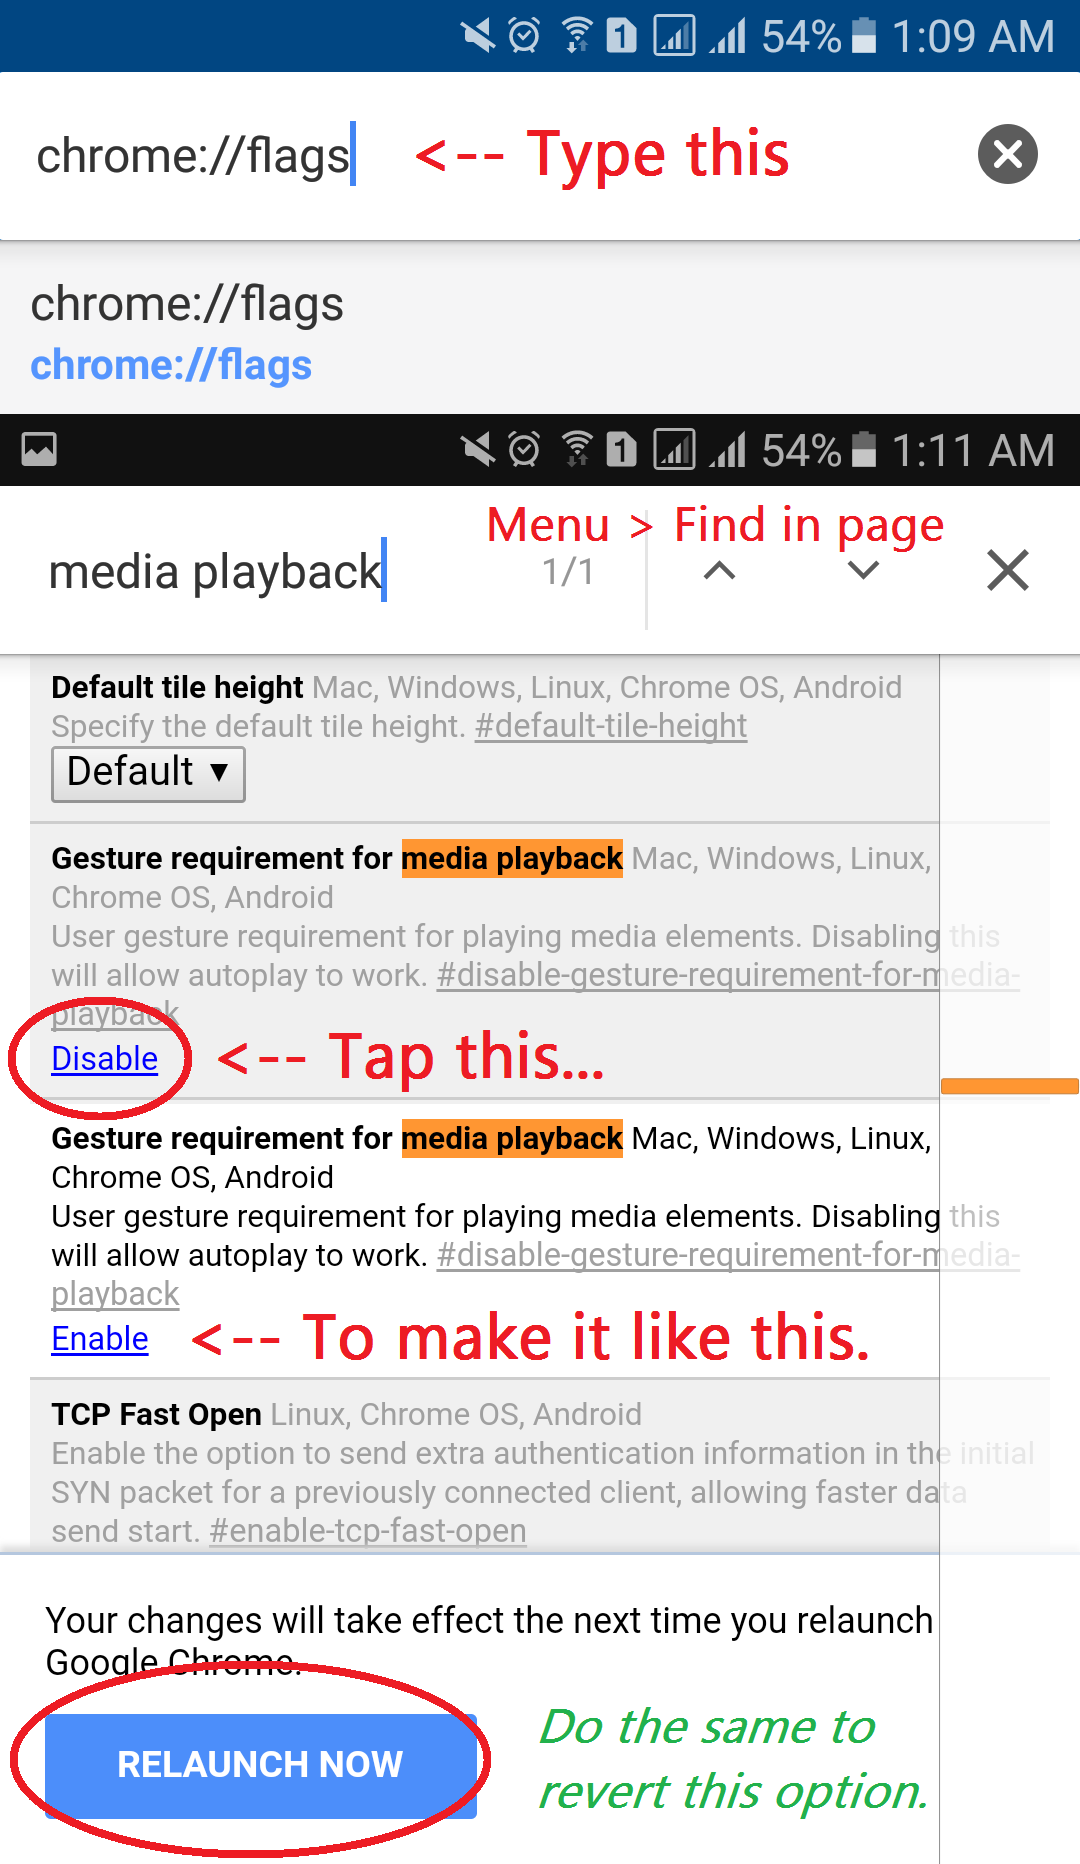 54% 1:09 AM
chrome://flags <-- Type this
chrome://flags
chrome://flags
1 54% 1:11 AM
Menu > Find in page
media playback 1/1
Default tile height Mac, Windows, Linux, Chrome OS, Android
Specify the default tile height. #default-tile-height
Default ▼
Gesture requirement for media playback Mac, Windows, Linux,
Chrome OS, Android
User gesture requirement for playing media elements. Disabling this
will allow autoplay to work. #disable-gesture-requirement-for-media-
playback
Disable <-- Tap this...
Gesture requirement for media playback Mac, Windows, Linux,
Chrome OS, Android
User gesture requirement for playing media elements. Disabling this
will allow autoplay to work. #disable-gesture-requirement-for-media-
playback
Enable <-- To make it like this.
TCP Fast Open Linux, Chrome OS, Android
Enable the option to send extra authentication information in the initial
SYN packet for a previously connected client, allowing faster data
send start. #enable-tcp-fast-open
Your changes will take effect the next time you relaunch
Google Chrome.
RELAUNCH NOW
Do the same to
revert this option.